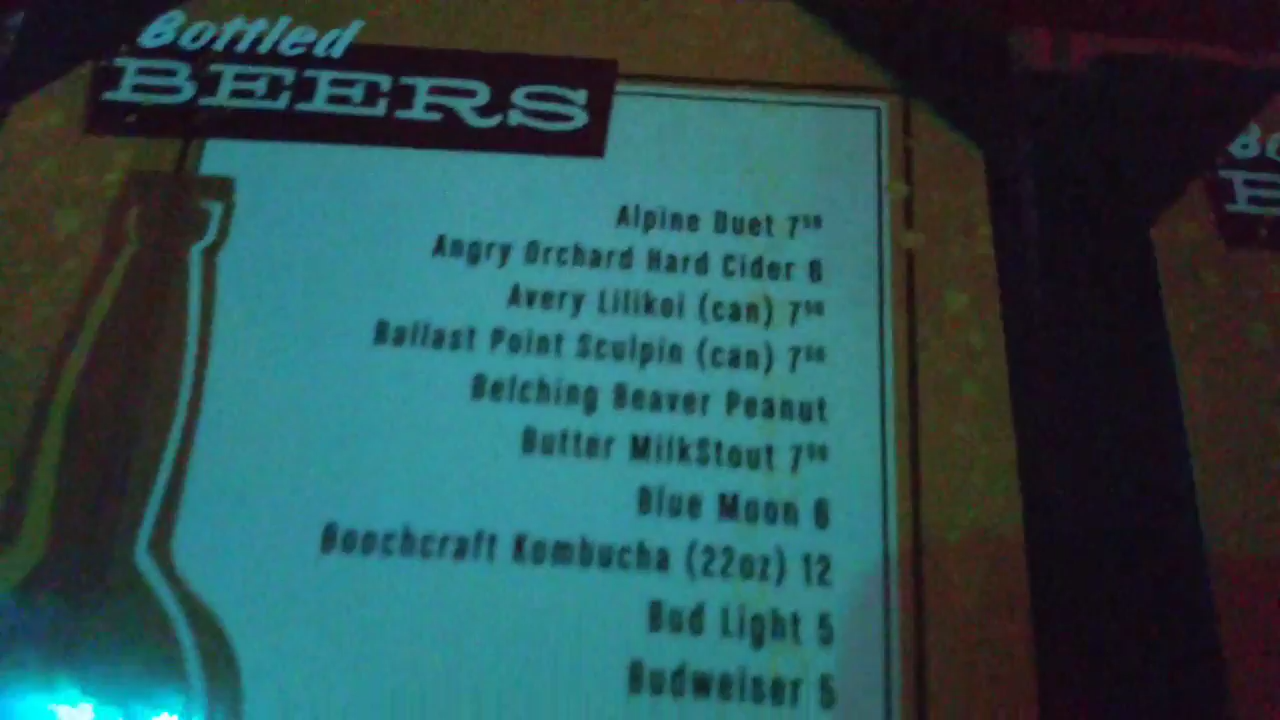 Bottled
BEERS
Alpine Duet 7⁵⁰
Angry Orchard Hard Cider 6
Avery Lilikoi (can) 7⁵⁰
Ballast Point Sculpin (can) 7⁵⁰
Belching Beaver Peanut
Butter MilkStout 7⁵⁰
Blue Moon 6
Boochcraft Kombucha (22oz) 12
Bud Light 5
Budweiser 5